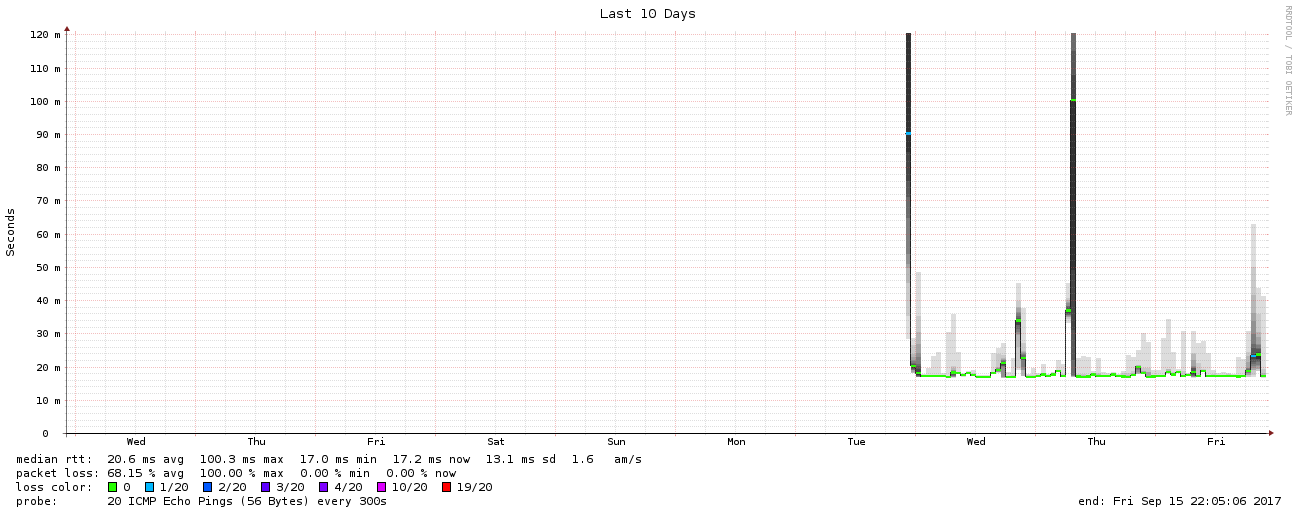 Last 10 Days
RRDTOOL / TOBI OETIKER
Seconds
120 m
110 m
100 m
90 m
80 m
70 m
60 m
50 m
40 m
30 m
20 m
10 m
0
Wed Thu Fri Sat Sun Mon Tue Wed Thu Fri
median rtt: 20.6 ms avg 100.3 ms max 17.0 ms min 17.2 ms now 13.1 ms sd 1.6 am/s
packet loss: 68.15 % avg 100.00 % max 0.00 % min 0.00 % now
loss color: 0 1/20 2/20 3/20 4/20 10/20 19/20
probe: 20 ICMP Echo Pings (56 Bytes) every 300s end: Fri Sep 15 22:05:06 2017